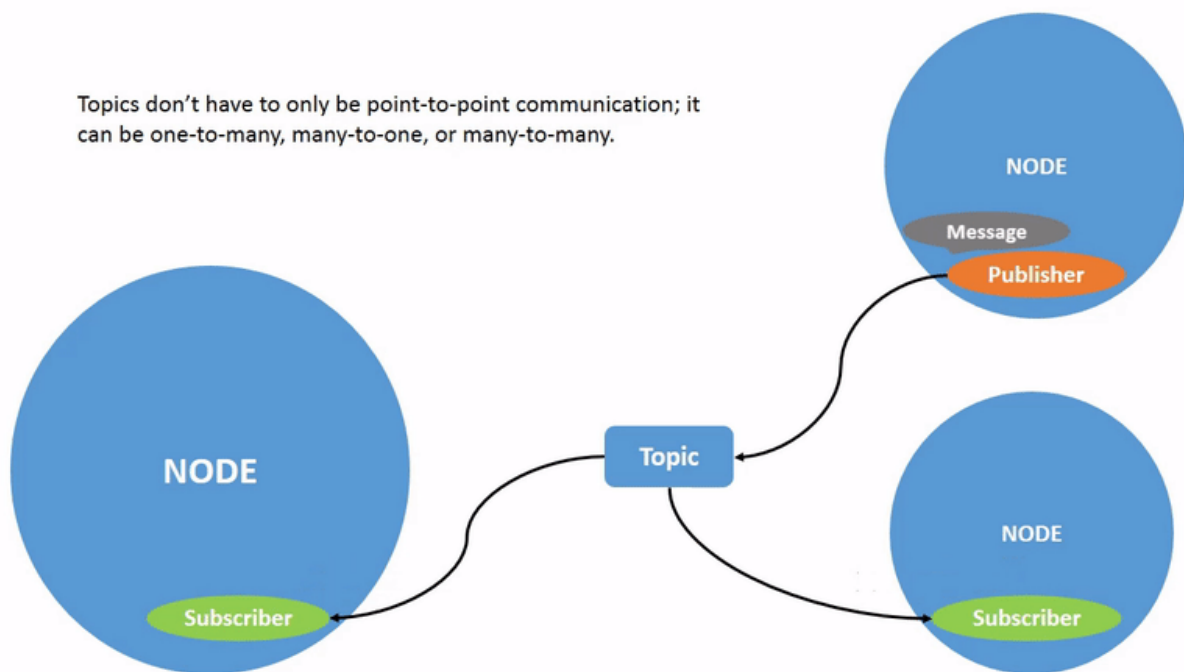 Topics don’t have to only be point-to-point communication; it
can be one-to-many, many-to-one, or many-to-many.
NODE
Message
Publisher
Topic
NODE
NODE
Subscriber
Subscriber